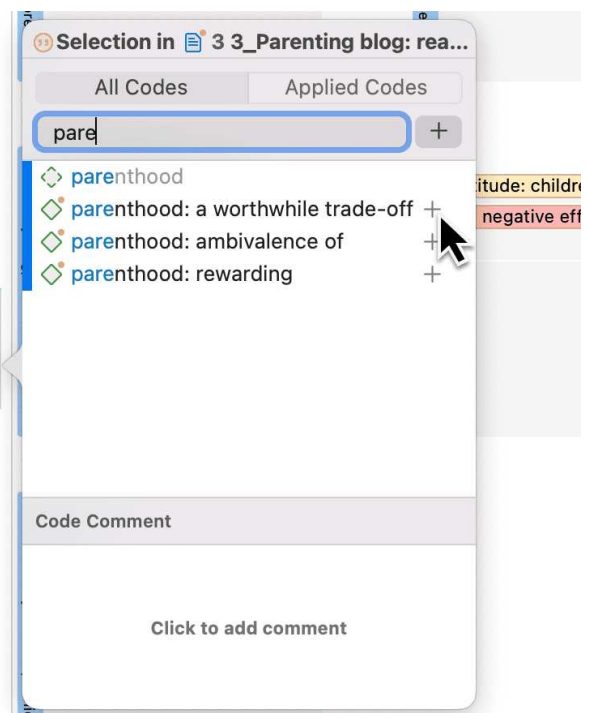 Selection in 3 3_Parenting blog: rea...
All Codes Applied Codes
pare
parenthood
parenthood: a worthwhile trade-off
parenthood: ambivalence of
parenthood: rewarding
itude: childre
negative eff
Code Comment
Click to add comment